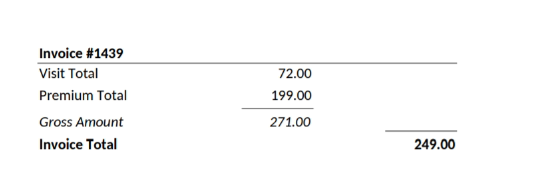 Invoice #1439
Visit Total 72.00
Premium Total 199.00
Gross Amount 271.00
Invoice Total 249.00